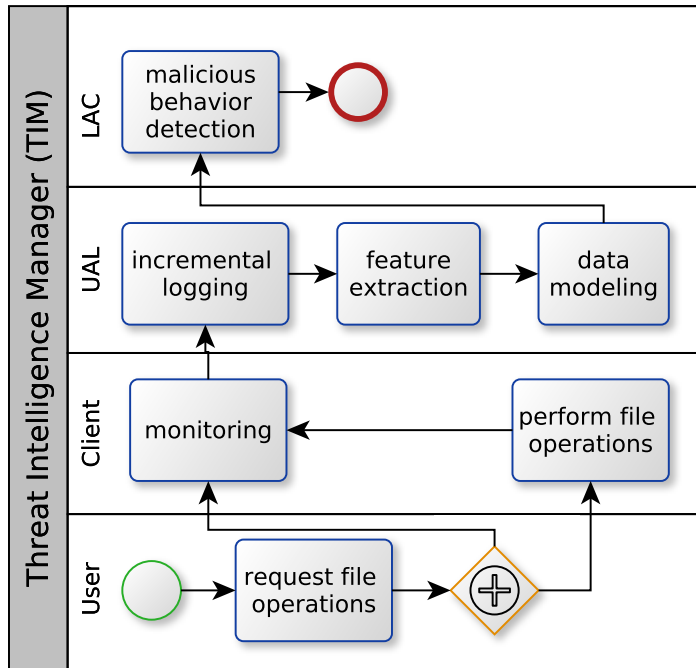 Threat Intelligence Manager (TIM)
LAC
malicious
behavior
detection
UAL
incremental
logging
feature
extraction
data
modeling
Client
monitoring
perform file
operations
User
request file
operations